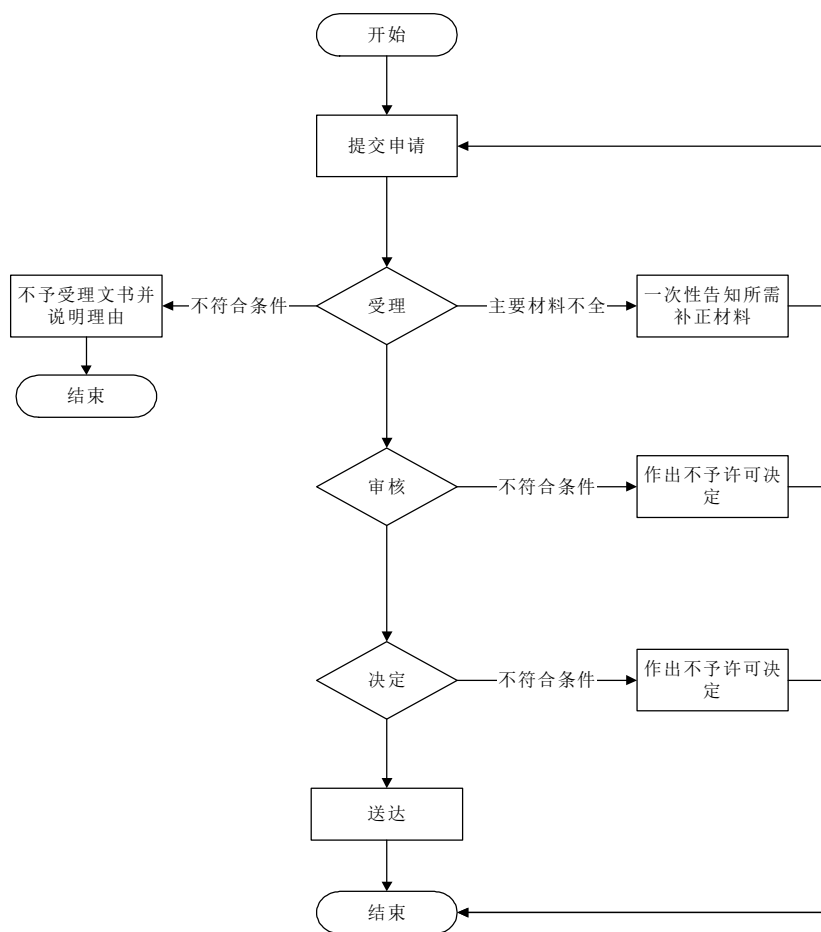 开始
提交申请
不予受理文书并
说明理由
不符合条件
受理
主要材料不全
一次性告知所需
补正材料
结束
审核
不符合条件
作出不予许可决
定
决定
不符合条件
作出不予许可决
定
送达
结束